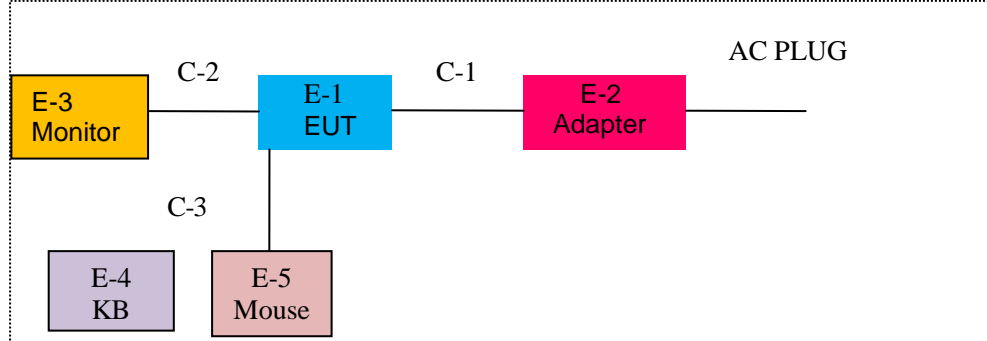 AC PLUG
C-2
C-1
E-3
Monitor
E-1
EUT
E-2
Adapter
C-3
E-4
KB
E-5
Mouse